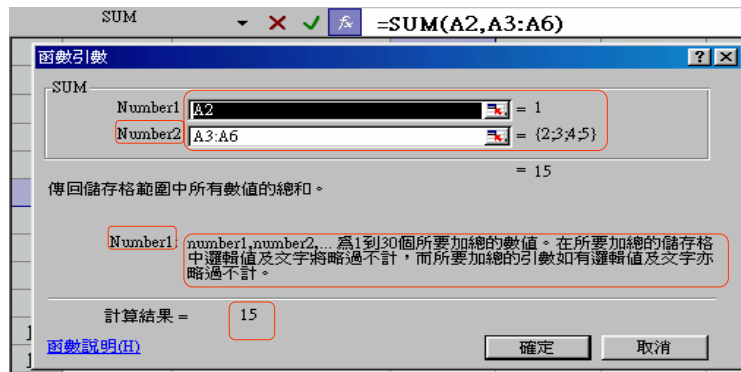 SUM =SUM(A2,A3:A6)
函數引數
SUM
Number1 A2 = 1
Number2 A3:A6 = {2;3;4;5}
= 15
傳回儲存格範圍中所有數值的總和。
Number1: number1,number2,... 為1到30個所要加總的數值。在所要加總的儲存格
中邏輯值及文字將略過不計，而所要加總的引數如有邏輯值及文字亦
略過不計。
計算結果 = 15
函數說明(H) 確定 取消